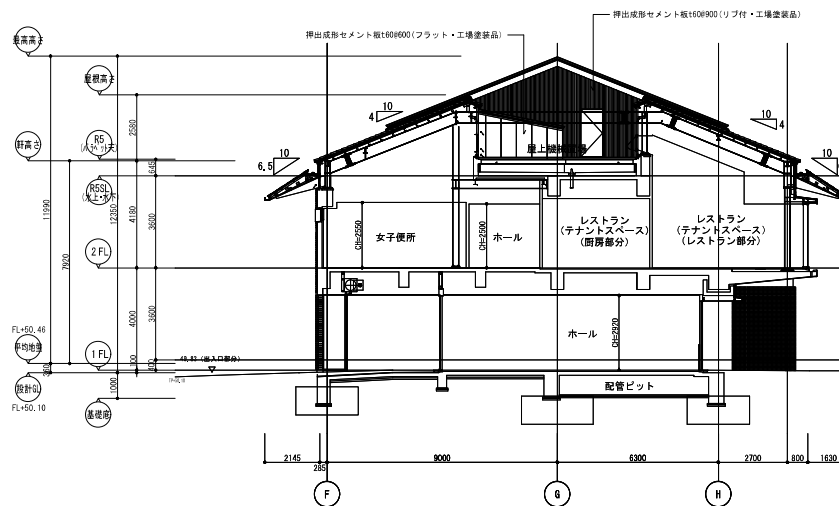 押出成形セメント板t60@900(リブ付・工場塗装品)
押出成形セメント板t60@600(フラット・工場塗装品)
最高高さ
屋根高さ
10
4
10
4
軒高さ
R5
10
6.5
10
R5SL
(水上・水下)
2580
645
11990
12350
4180
3600
7920
屋上機械置場
女子便所
CH=2550
ホール
CH=2500
レストラン
(テナントスペース)
(厨房部分)
レストラン
(テナントスペース)
(レストラン部分)
2FL
4000
3600
ホール
CH=2920
FL+50.46
平均地盤
1FL
100
400
360
設計GL
FL+50.10
1000
基礎底
配管ピット
2145
285
9000
6300
2700
800
1630
F
G
H